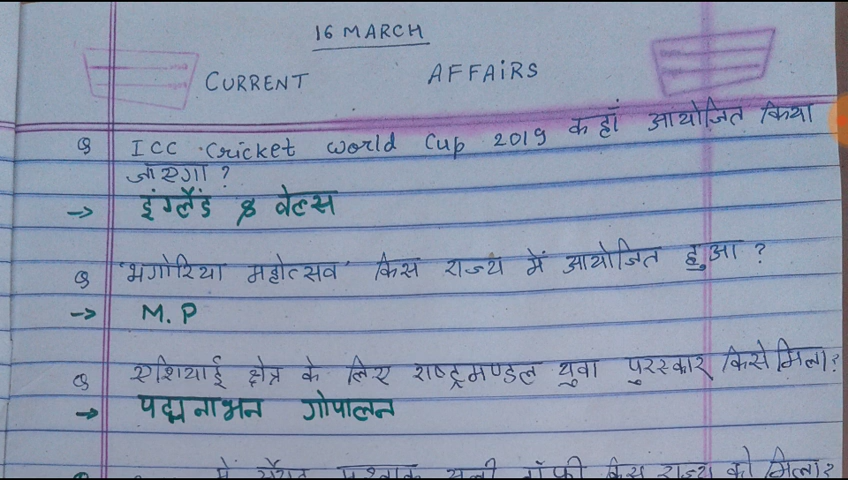 16 MARCH
CURRENT AFFAIRS
Q ICC Cricket World Cup 2019 कहाँ आयोजित किया
जाएगा ?
→ इंग्लैंड & वेल्स
Q 'भगोरिया महोत्सव' किस राज्य में आयोजित हुआ ?
→ M.P
Q एशियाई क्षेत्र के लिए राष्ट्रमण्डल युवा पुरस्कार किसे मिला?
→ पद्मनाभन गोपालन
में किस राज्य को मिला?